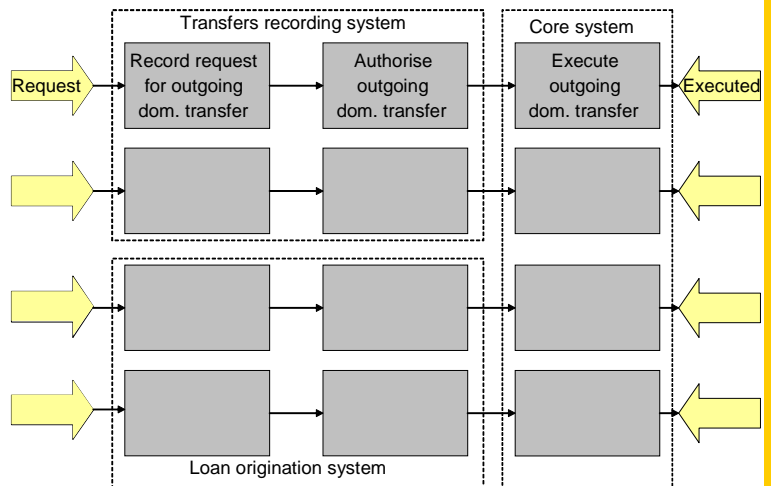 Transfers recording system
Core system
Request
Record request
for outgoing
dom. transfer
Authorise
outgoing
dom. transfer
Execute
outgoing
dom. transfer
Executed
Loan origination system